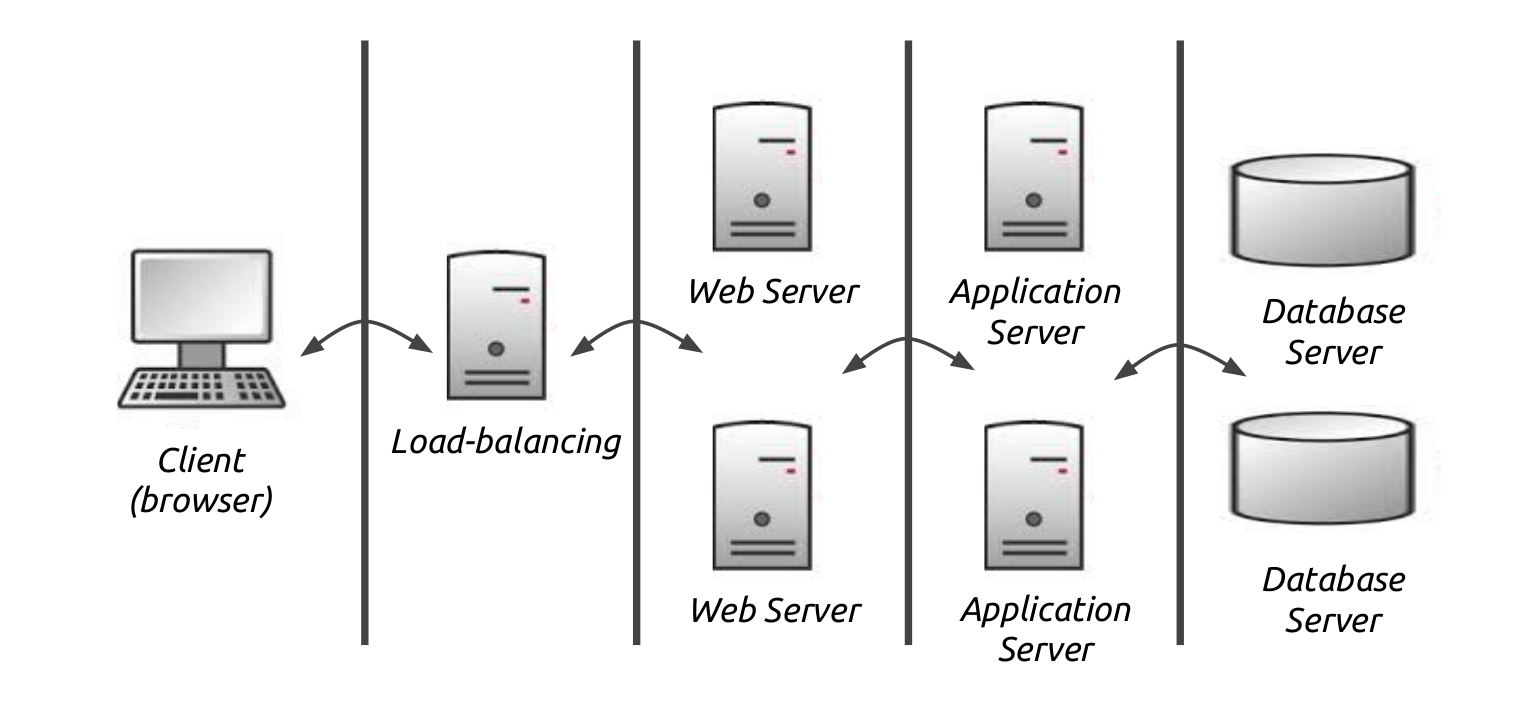 Client
(browser)
Load-balancing
Web Server
Web Server
Application
Server
Application
Server
Database
Server
Database
Server